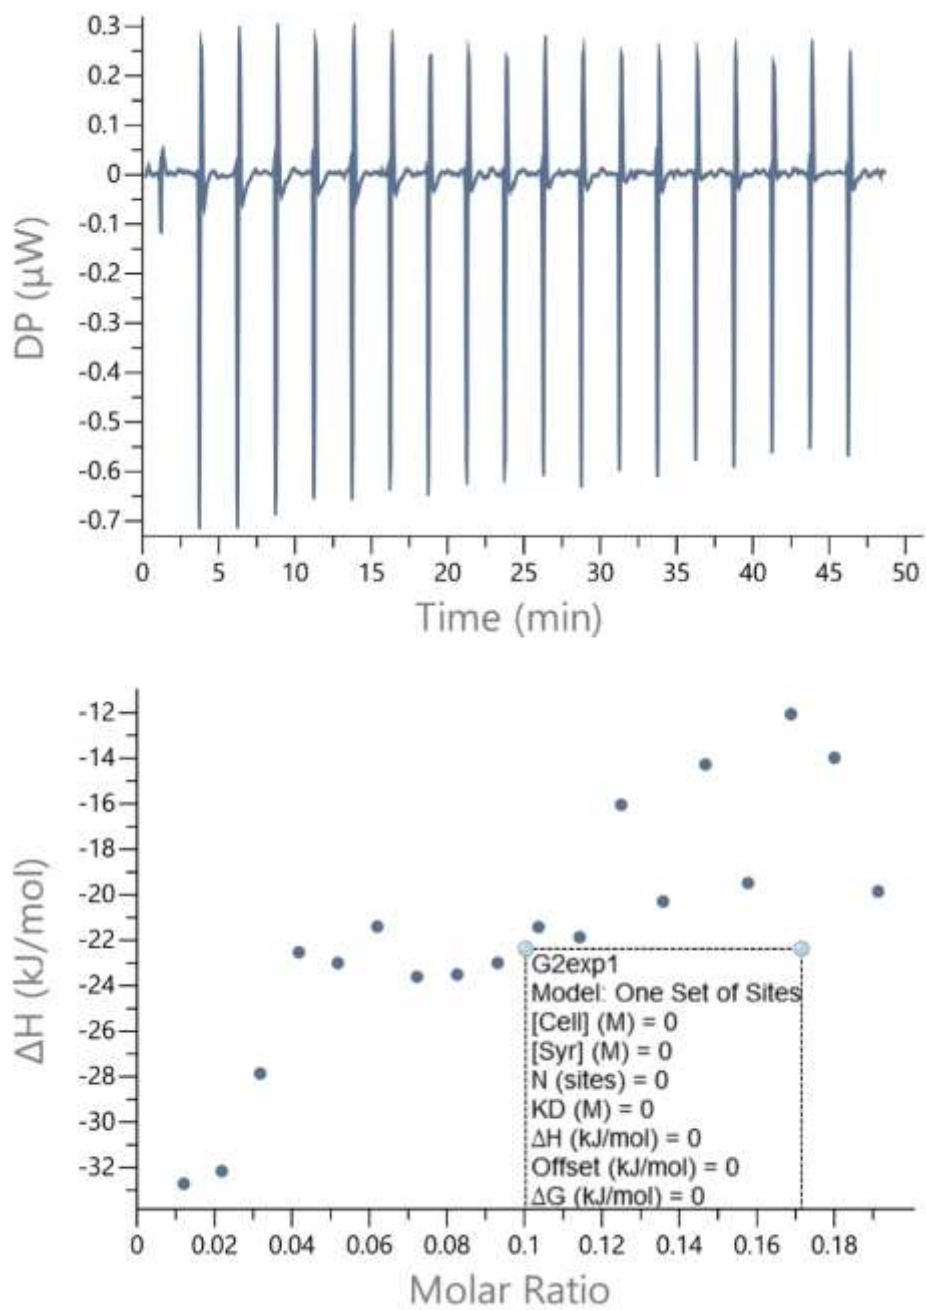 0.3
0.2
0.1
0
-0.1
-0.2
-0.3
-0.4
-0.5
-0.6
-0.7
DP (µW)
0 5 10 15 20 25 30 35 40 45 50
Time (min)
-12
-14
-16
-18
-20
-22
-24
-26
-28
-30
-32
ΔH (kJ/mol)
G2exp1
Model: One Set of Sites
[Cell] (M) = 0
[Syr] (M) = 0
N (sites) = 0
KD (M) = 0
ΔH (kJ/mol) = 0
Offset (kJ/mol) = 0
ΔG (kJ/mol) = 0
0 0.02 0.04 0.06 0.08 0.1 0.12 0.14 0.16 0.18
Molar Ratio